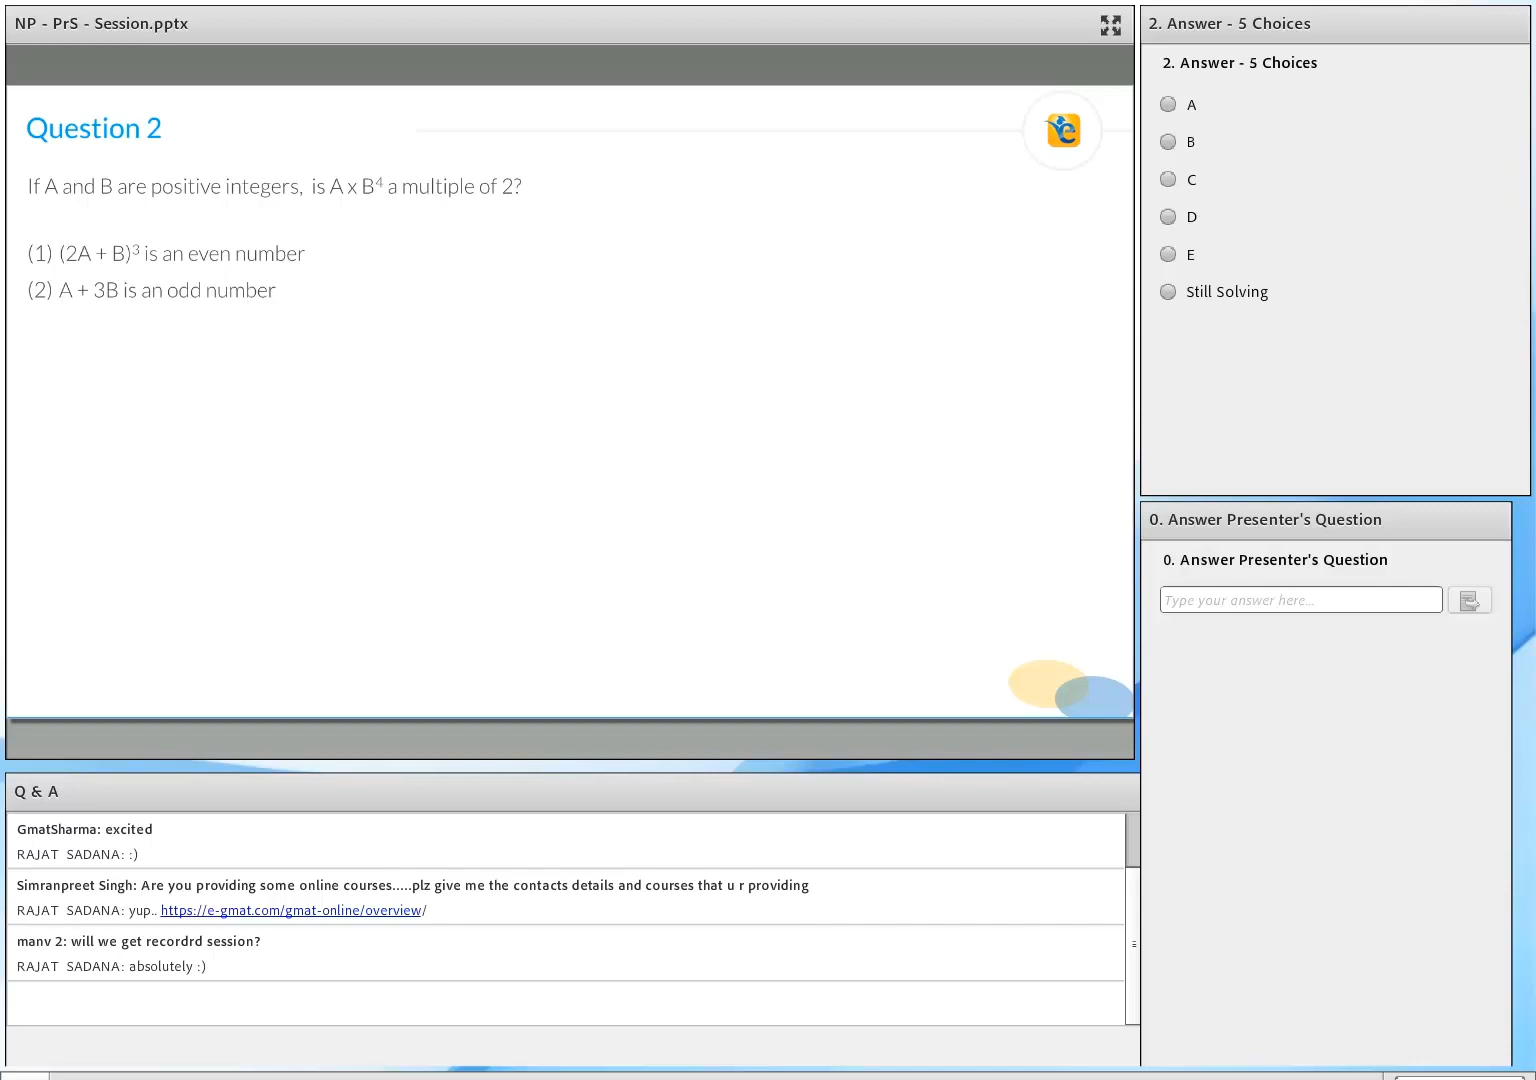 NP - PrS - Session.pptx
Question 2
If A and B are positive integers, is A x B⁴ a multiple of 2?
(1) (2A + B)³ is an even number
(2) A + 3B is an odd number
Q & A
GmatSharma: excited
RAJAT SADANA: :)
Simranpreet Singh: Are you providing some online courses.....plz give me the contacts details and courses that u r providing
RAJAT SADANA: yup.. https://e-gmat.com/gmat-online/overview/
manv 2: will we get recordrd session?
RAJAT SADANA: absolutely :)
2. Answer - 5 Choices
2. Answer - 5 Choices
A
B
C
D
E
Still Solving
0. Answer Presenter's Question
0. Answer Presenter's Question
Type your answer here...